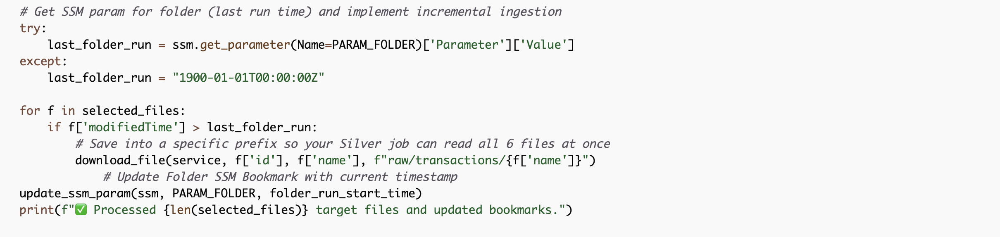 # Get SSM param for folder (last run time) and implement incremental ingestion
try:
    last_folder_run = ssm.get_parameter(Name=PARAM_FOLDER)['Parameter']['Value']
except:
    last_folder_run = "1900-01-01T00:00:00Z"

for f in selected_files:
    if f['modifiedTime'] > last_folder_run:
        # Save into a specific prefix so your Silver job can read all 6 files at once
        download_file(service, f['id'], f['name'], f"raw/transactions/{f['name']}")
            # Update Folder SSM Bookmark with current timestamp
update_ssm_param(ssm, PARAM_FOLDER, folder_run_start_time)
print(f"✅ Processed {len(selected_files)} target files and updated bookmarks.")